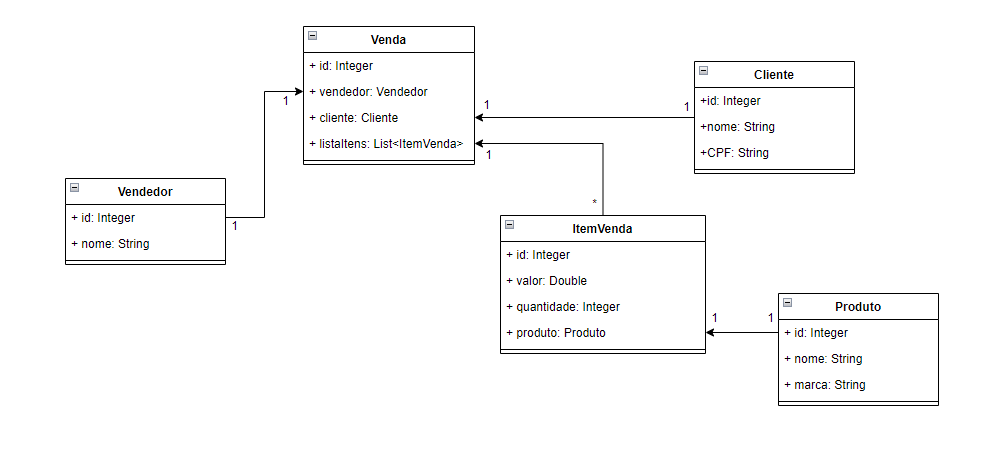 Venda
+ id: Integer
+ vendedor: Vendedor
+ cliente: Cliente
+ listaItens: List<ItemVenda>
1
1
1
1
Cliente
+id: Integer
+nome: String
+CPF: String
Vendedor
+ id: Integer
+ nome: String
1
*
ItemVenda
+ id: Integer
+ valor: Double
+ quantidade: Integer
+ produto: Produto
1
1
Produto
+ id: Integer
+ nome: String
+ marca: String